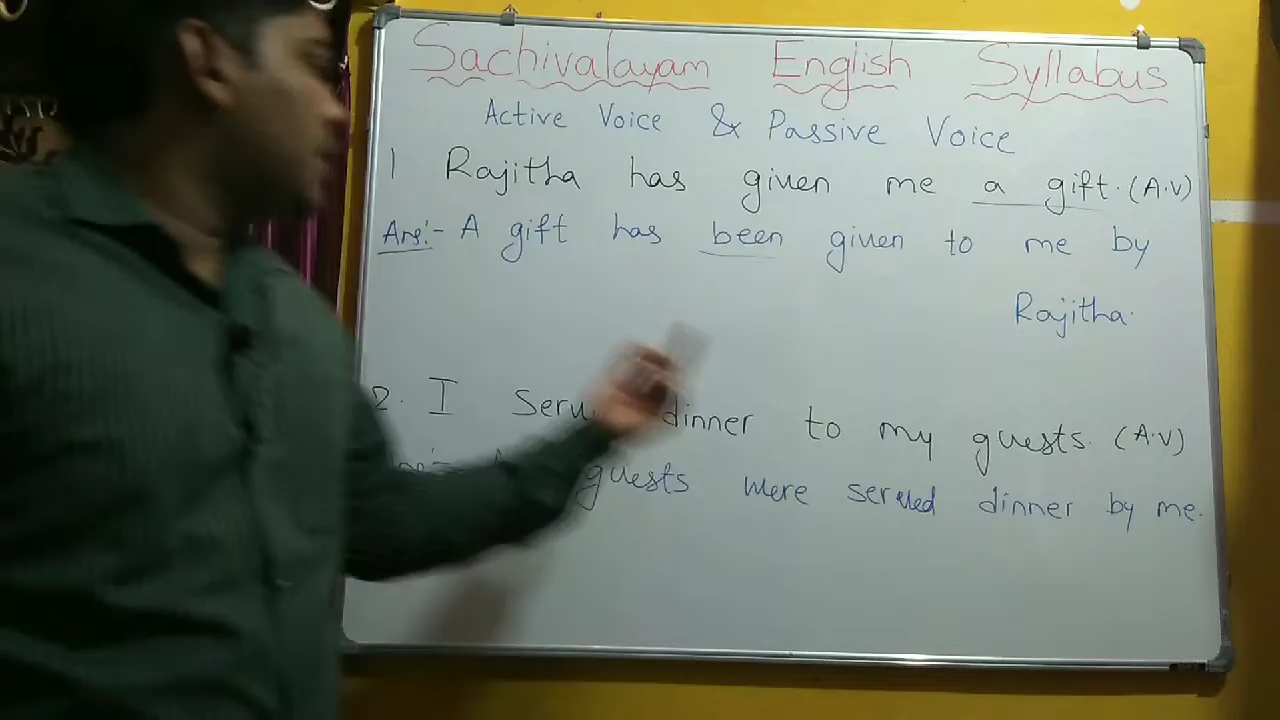 Sachivalayam English Syllabus
Active Voice & Passive Voice
1 Rajitha has given me a gift. (A.V)
Ans:- A gift has been given to me by
Rajitha.
2. I dinner to my guests. (A.V)
guests were served dinner by me.